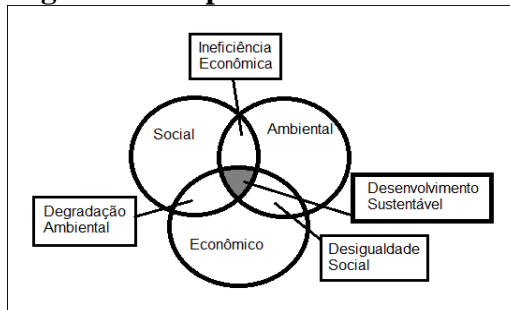 Ineficiência
Econômica
Social
Ambiental
Desenvolvimento
Sustentável
Degradação
Ambiental
Econômico
Desigualdade
Social